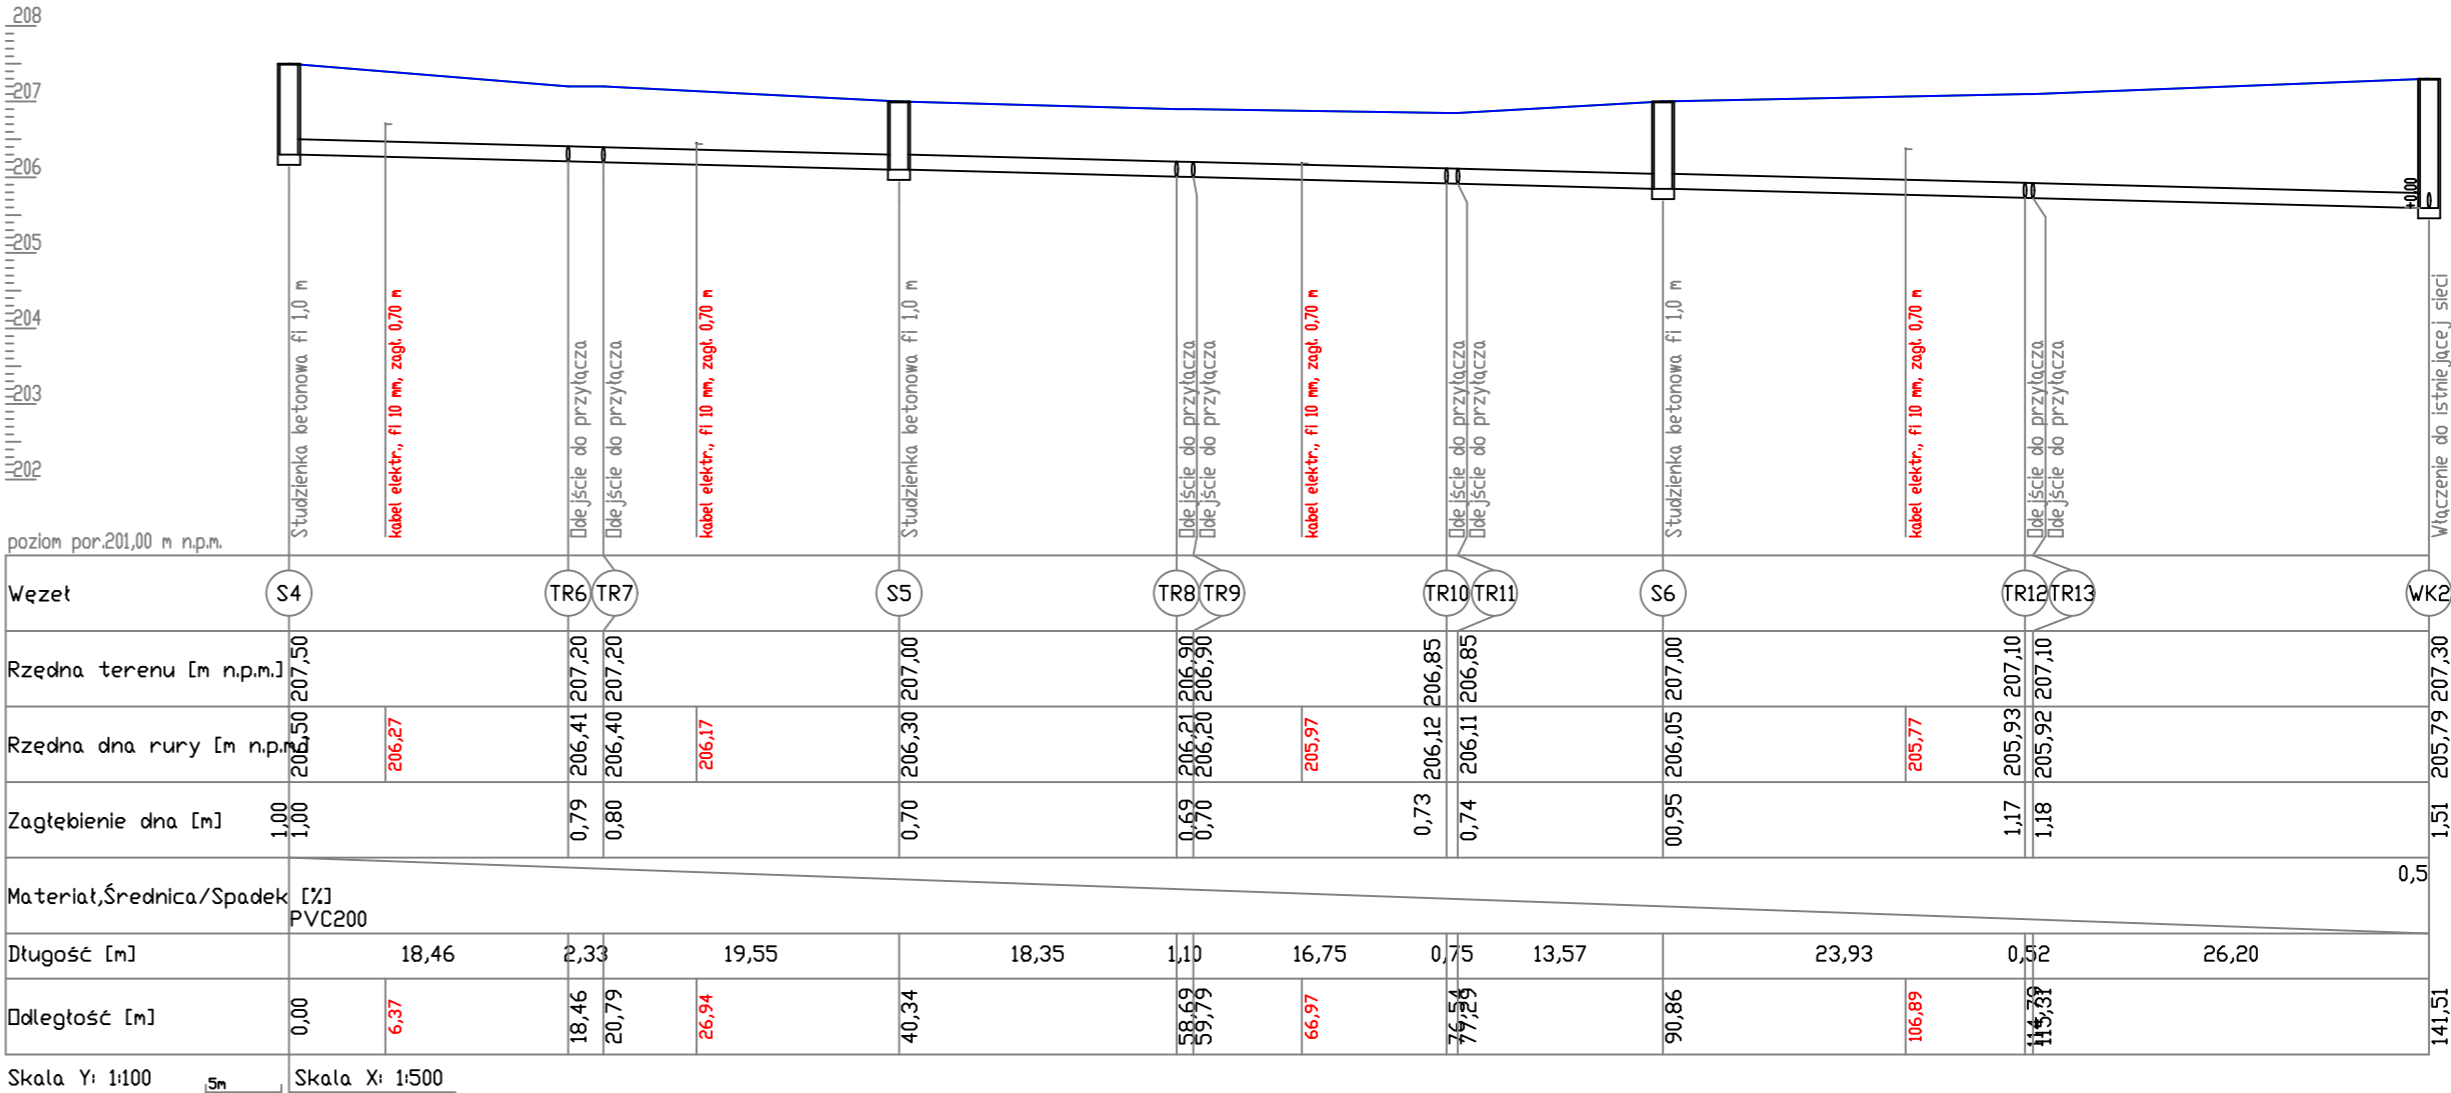 208
207
206
205
204
203
202
poziom por.201,00 m n.p.m.
+0,00
Studzienka betonowa fi 1,0 m
kabel elektr., fi 10 mm, zagł. 0,70 m
Odejście do przyłącza
Odejście do przyłącza
kabel elektr., fi 10 mm, zagł. 0,70 m
Studzienka betonowa fi 1,0 m
Odejście do przyłącza
Odejście do przyłącza
kabel elektr., fi 10 mm, zagł. 0,70 m
Odejście do przyłącza
Odejście do przyłącza
Studzienka betonowa fi 1,0 m
kabel elektr., fi 10 mm, zagł. 0,70 m
Odejście do przyłącza
Odejście do przyłącza
Włączenie do istniejącej sieci
Węzeł S4 TR6 TR7 S5 TR8 TR9 TR10 TR11 S6 TR12 TR13 WK2
Rzędna terenu [m n.p.m.] 207,50 207,20 207,20 207,00 206,90 206,90 206,85 206,85 207,00 207,10 207,10 207,30
Rzędna dna rury [m n.p.m.] 206,50 206,27 206,41 206,40 206,17 206,30 206,21 206,20 205,97 206,12 206,11 206,05 205,77 205,93 205,92 205,79
Zagłębienie dna [m] 1,00 1,00 0,79 0,80 0,70 0,69 0,70 0,73 0,74 00,95 1,17 1,18 1,51
Materiał,Średnica/Spadek [%] 0,5
PVC200
Długość [m] 18,46 2,33 19,55 18,35 1,10 16,75 0,75 13,57 23,93 0,52 26,20
Odległość [m] 0,00 6,37 18,46 20,79 26,94 40,34 58,69 59,79 66,97 76,54 77,29 90,86 106,89 114,79 115,31 141,51
Skala Y: 1:100 5m Skala X: 1:500